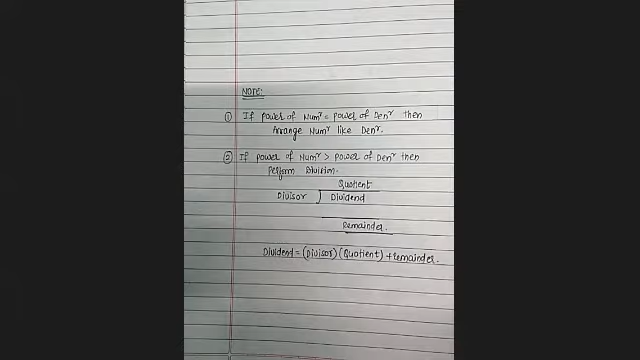 NOTE:
① If power of Numʳ = power of Denʳ then
Arrange Numʳ like Denʳ.
② If power of Numʳ > power of Denʳ then
Perform Division.
Quotient
Divisor ) Dividend
Remainder.
Dividend = (Divisor) (Quotient) + Remainder.